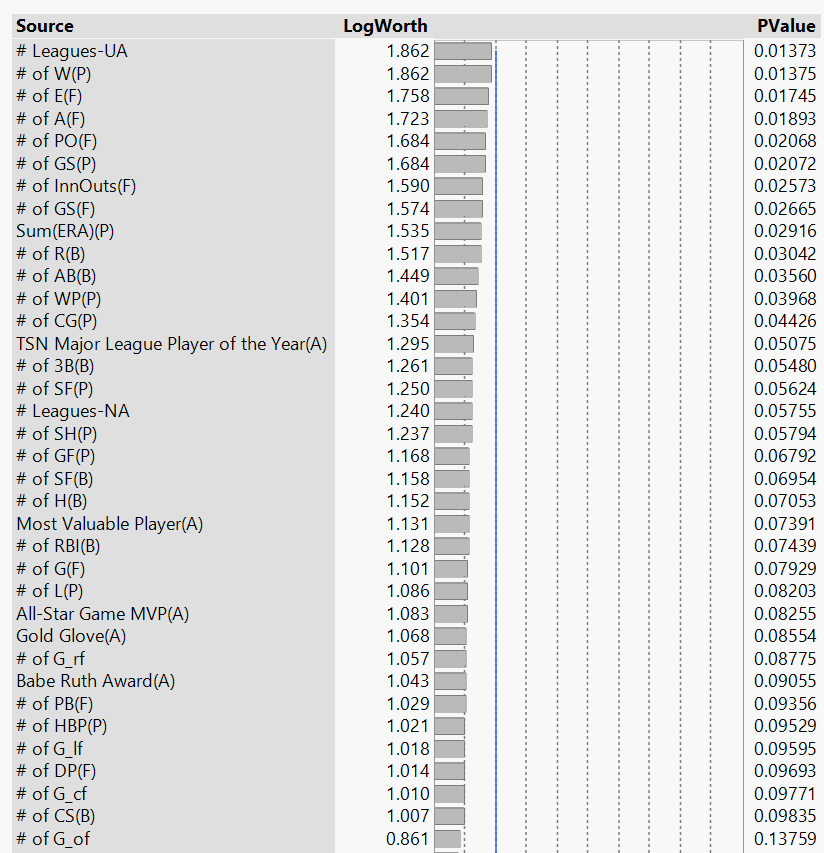 Source LogWorth PValue
# Leagues-UA 1.862 0.01373
# of W(P) 1.862 0.01375
# of E(F) 1.758 0.01745
# of A(F) 1.723 0.01893
# of PO(F) 1.684 0.02068
# of GS(P) 1.684 0.02072
# of InnOuts(F) 1.590 0.02573
# of GS(F) 1.574 0.02665
Sum(ERA)(P) 1.535 0.02916
# of R(B) 1.517 0.03042
# of AB(B) 1.449 0.03560
# of WP(P) 1.401 0.03968
# of CG(P) 1.354 0.04426
TSN Major League Player of the Year(A) 1.295 0.05075
# of 3B(B) 1.261 0.05480
# of SF(P) 1.250 0.05624
# Leagues-NA 1.240 0.05755
# of SH(P) 1.237 0.05794
# of GF(P) 1.168 0.06792
# of SF(B) 1.158 0.06954
# of H(B) 1.152 0.07053
Most Valuable Player(A) 1.131 0.07391
# of RBI(B) 1.128 0.07439
# of G(F) 1.101 0.07929
# of L(P) 1.086 0.08203
All-Star Game MVP(A) 1.083 0.08255
Gold Glove(A) 1.068 0.08554
# of G_rf 1.057 0.08775
Babe Ruth Award(A) 1.043 0.09055
# of PB(F) 1.029 0.09356
# of HBP(P) 1.021 0.09529
# of G_lf 1.018 0.09595
# of DP(F) 1.014 0.09693
# of G_cf 1.010 0.09771
# of CS(B) 1.007 0.09835
# of G_of 0.861 0.13759